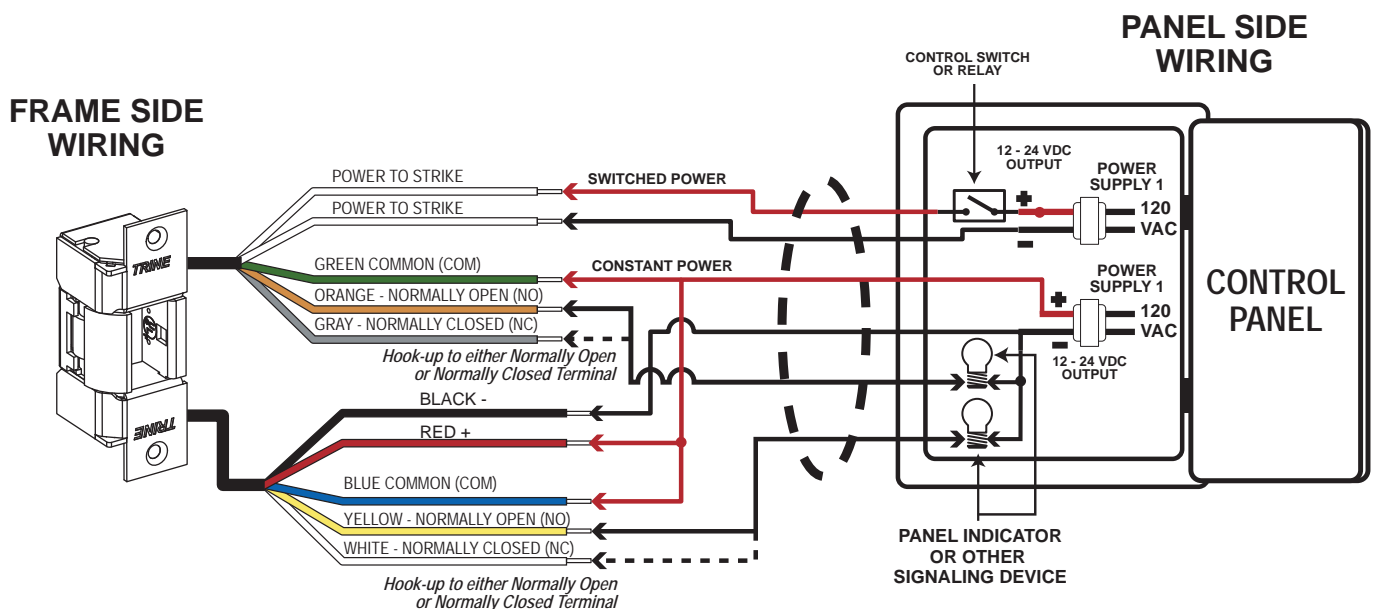 PANEL SIDE
WIRING
CONTROL SWITCH
OR RELAY
FRAME SIDE
WIRING
12 - 24 VDC
OUTPUT
POWER
SUPPLY 1
120
VAC
POWER TO STRIKE
SWITCHED POWER
POWER TO STRIKE
TRINE
GREEN COMMON (COM)
CONSTANT POWER
ORANGE - NORMALLY OPEN (NO)
GRAY - NORMALLY CLOSED (NC)
Hook-up to either Normally Open
or Normally Closed Terminal
POWER
SUPPLY 1
120
VAC
12 - 24 VDC
OUTPUT
CONTROL
PANEL
BLACK -
RED +
TRINE
BLUE COMMON (COM)
YELLOW - NORMALLY OPEN (NO)
WHITE - NORMALLY CLOSED (NC)
Hook-up to either Normally Open
or Normally Closed Terminal
PANEL INDICATOR
OR OTHER
SIGNALING DEVICE